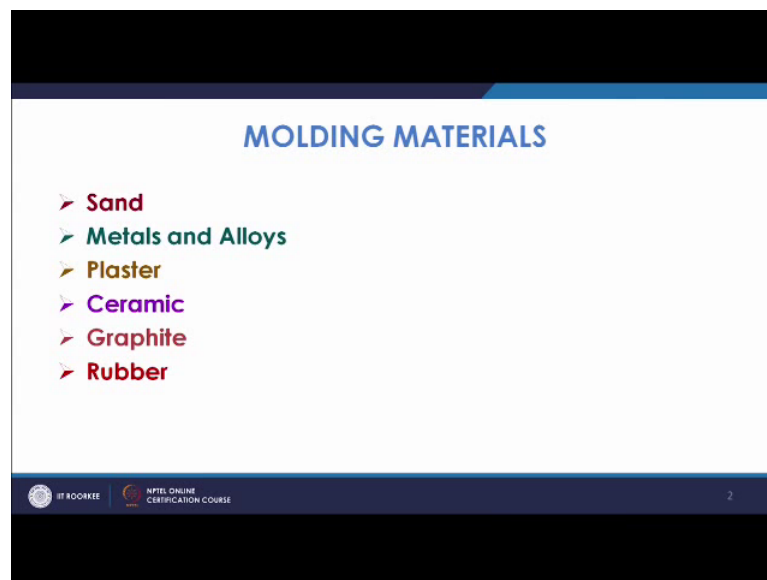 MOLDING MATERIALS
➢ Sand
➢ Metals and Alloys
➢ Plaster
➢ Ceramic
➢ Graphite
➢ Rubber
IIT ROORKEE
NPTEL ONLINE
CERTIFICATION COURSE
2